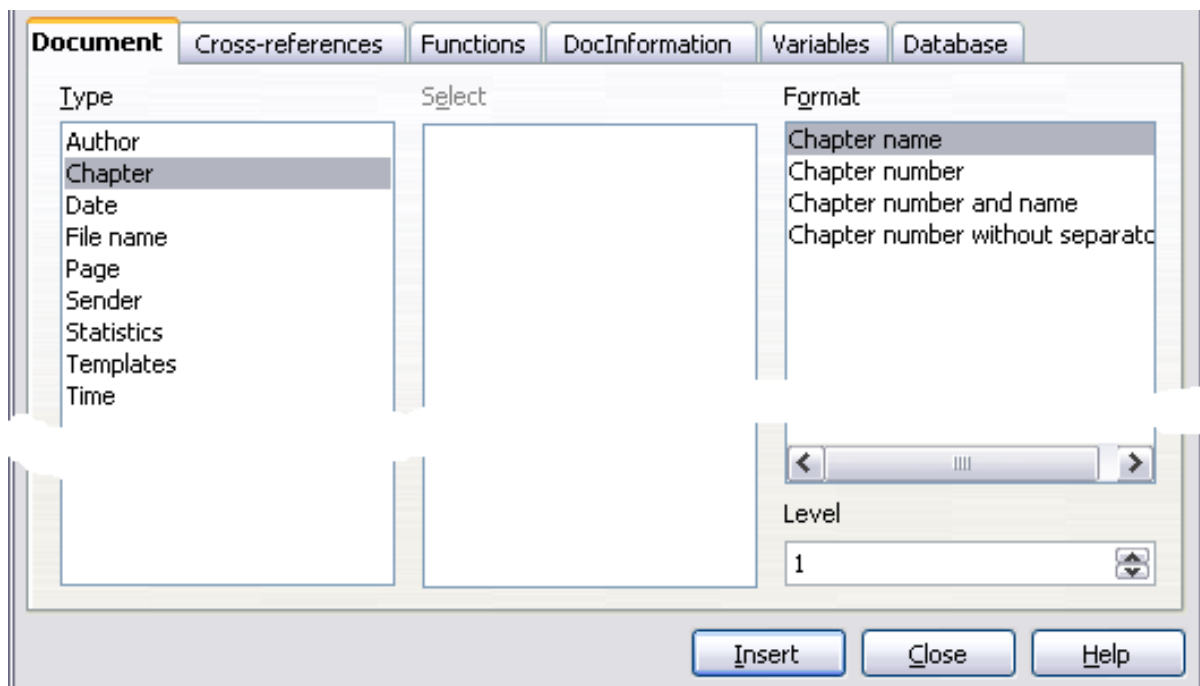 Document Cross-references Functions DocInformation Variables Database
Type
Author
Chapter
Date
File name
Page
Sender
Statistics
Templates
Time
Select
Format
Chapter name
Chapter number
Chapter number and name
Chapter number without separatc
Level
1
Insert Close Help